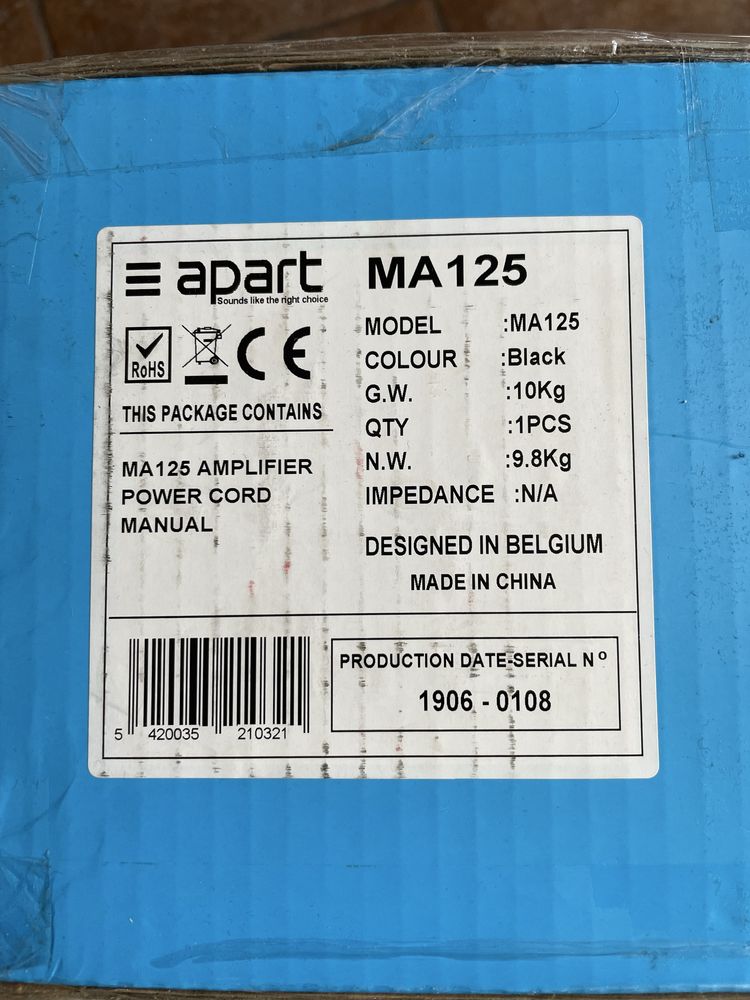 apart
Sounds like the right choice
RoHS
CE
THIS PACKAGE CONTAINS
MA125 AMPLIFIER
POWER CORD
MANUAL
MA125
MODEL :MA125
COLOUR :Black
G.W. :10Kg
QTY :1PCS
N.W. :9.8Kg
IMPEDANCE :N/A
DESIGNED IN BELGIUM
MADE IN CHINA
5 420035 210321
PRODUCTION DATE-SERIAL Nº
1906 - 0108